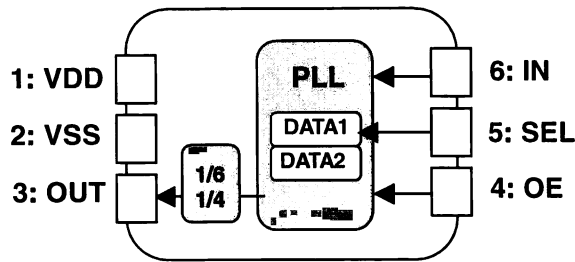 1: VDD
2: VSS
3: OUT
1/6
1/4
PLL
DATA1
DATA2
6: IN
5: SEL
4: OE